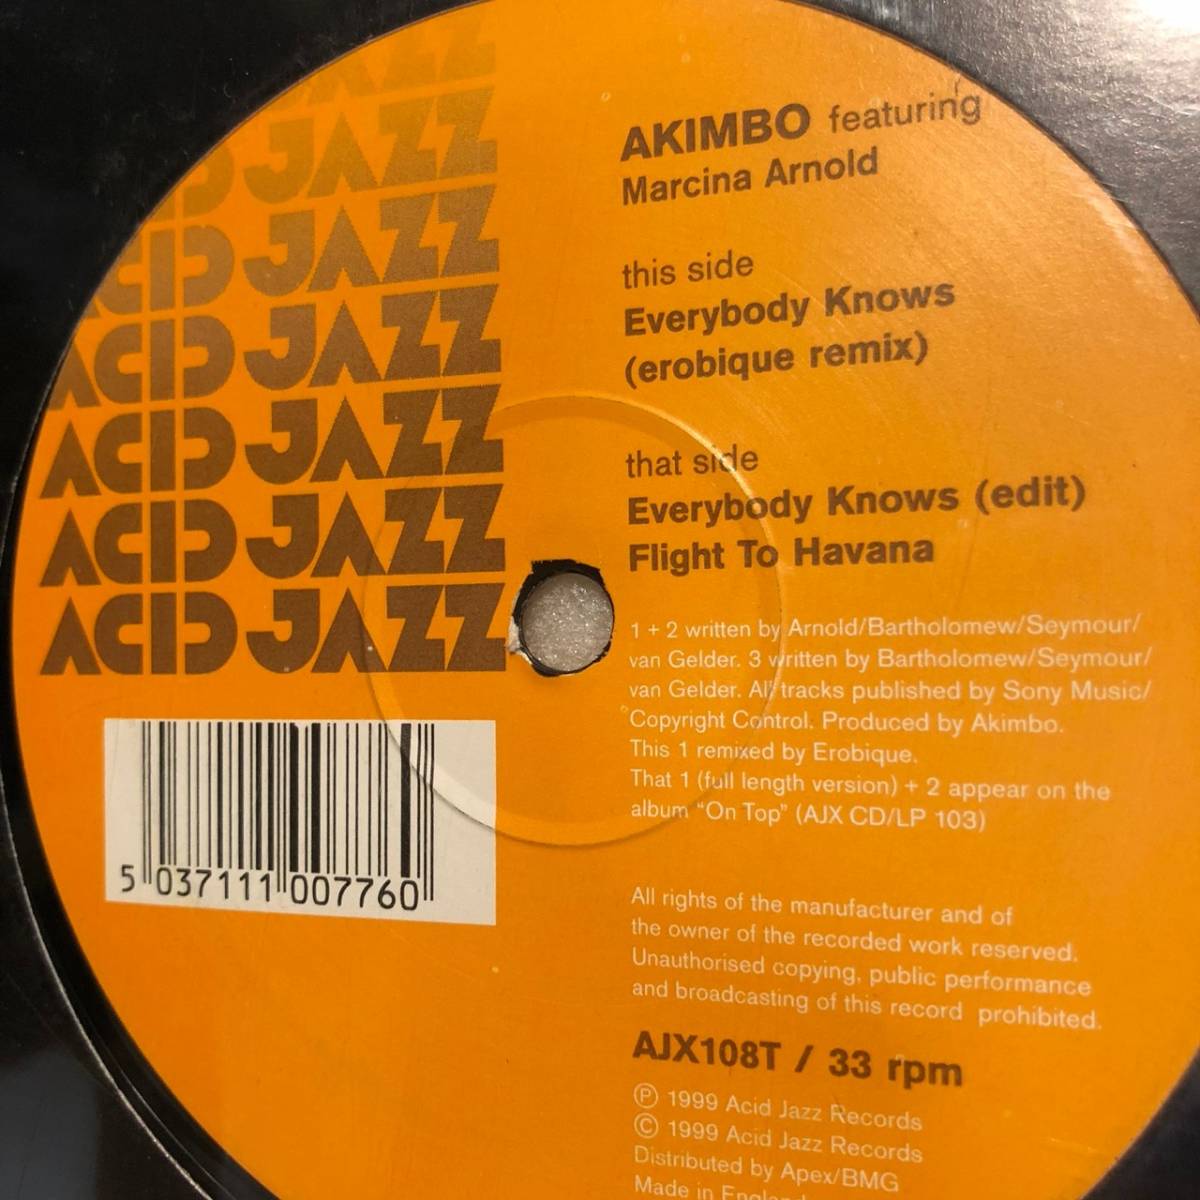 JAZZ
ACID JAZZ
ACID JAZZ
ACID JAZZ
ACID JAZZ
ACID JAZZ
ACID JAZZ
AKIMBO featuring
Marcina Arnold
this side
Everybody Knows
(erobique remix)
that side
Everybody Knows (edit)
Flight To Havana
1 + 2 written by Arnold/Bartholomew/Seymour/
van Gelder. 3 written by Bartholomew/Seymour/
van Gelder. All tracks published by Sony Music/
Copyright Control. Produced by Akimbo.
This 1 remixed by Erobique.
That 1 (full length version) + 2 appear on the
album "On Top" (AJX CD/LP 103)
5 037111 007760
All rights of the manufacturer and of
the owner of the recorded work reserved.
Unauthorised copying, public performance
and broadcasting of this record prohibited.
AJX108T / 33 rpm
Ⓟ 1999 Acid Jazz Records
© 1999 Acid Jazz Records
Distributed by Apex/BMG
Made in England